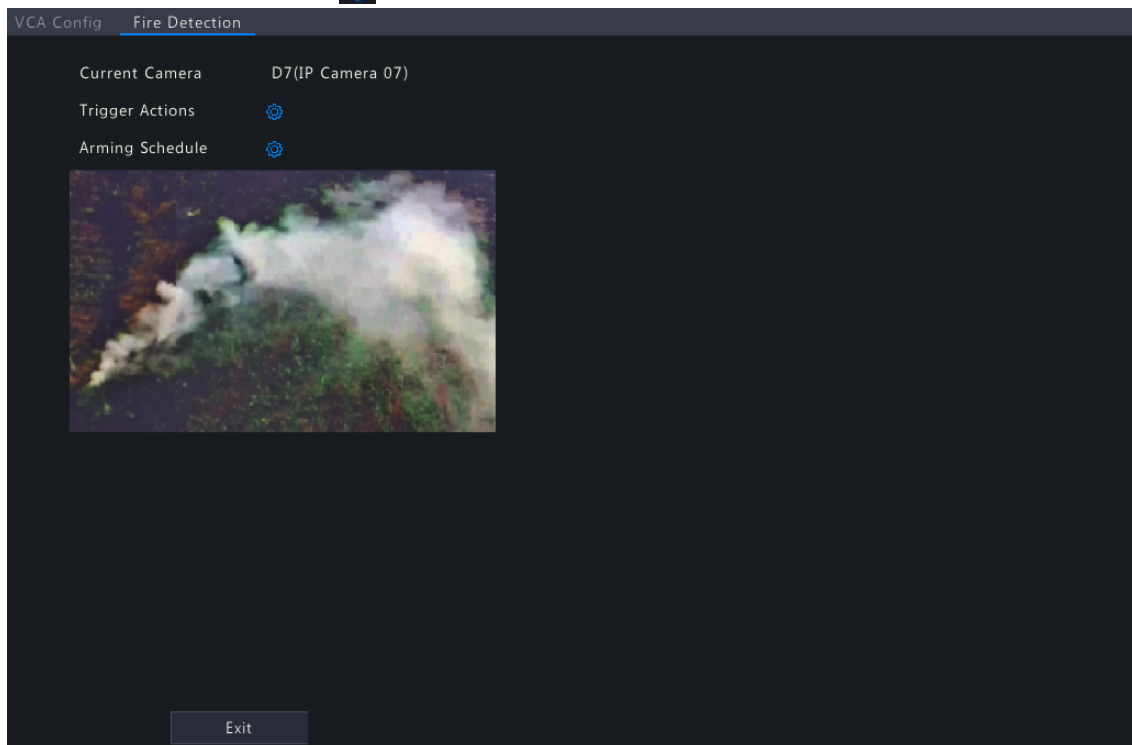 VCA Config Fire Detection
Current Camera D7(IP Camera 07)
Trigger Actions
Arming Schedule
Exit